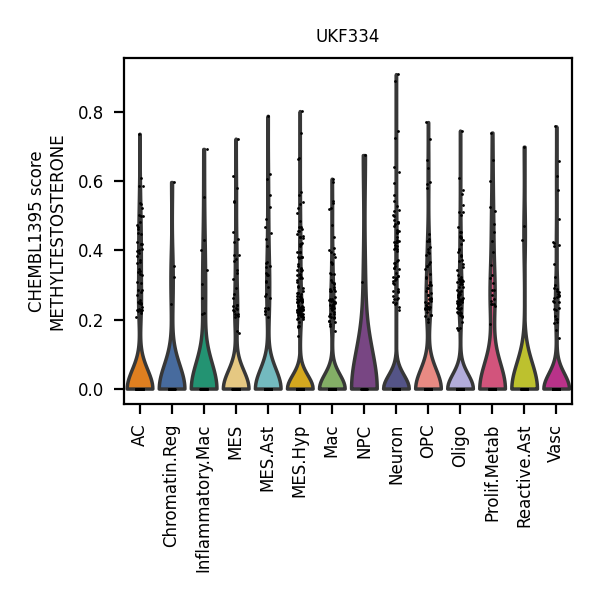 UKF334
CHEMBL1395 score
METHYLTESTOSTERONE
0.8
0.6
0.4
0.2
0.0
AC
Chromatin.Reg
Inflammatory.Mac
MES
MES.Ast
MES.Hyp
Mac
NPC
Neuron
OPC
Oligo
Prolif.Metab
Reactive.Ast
Vasc